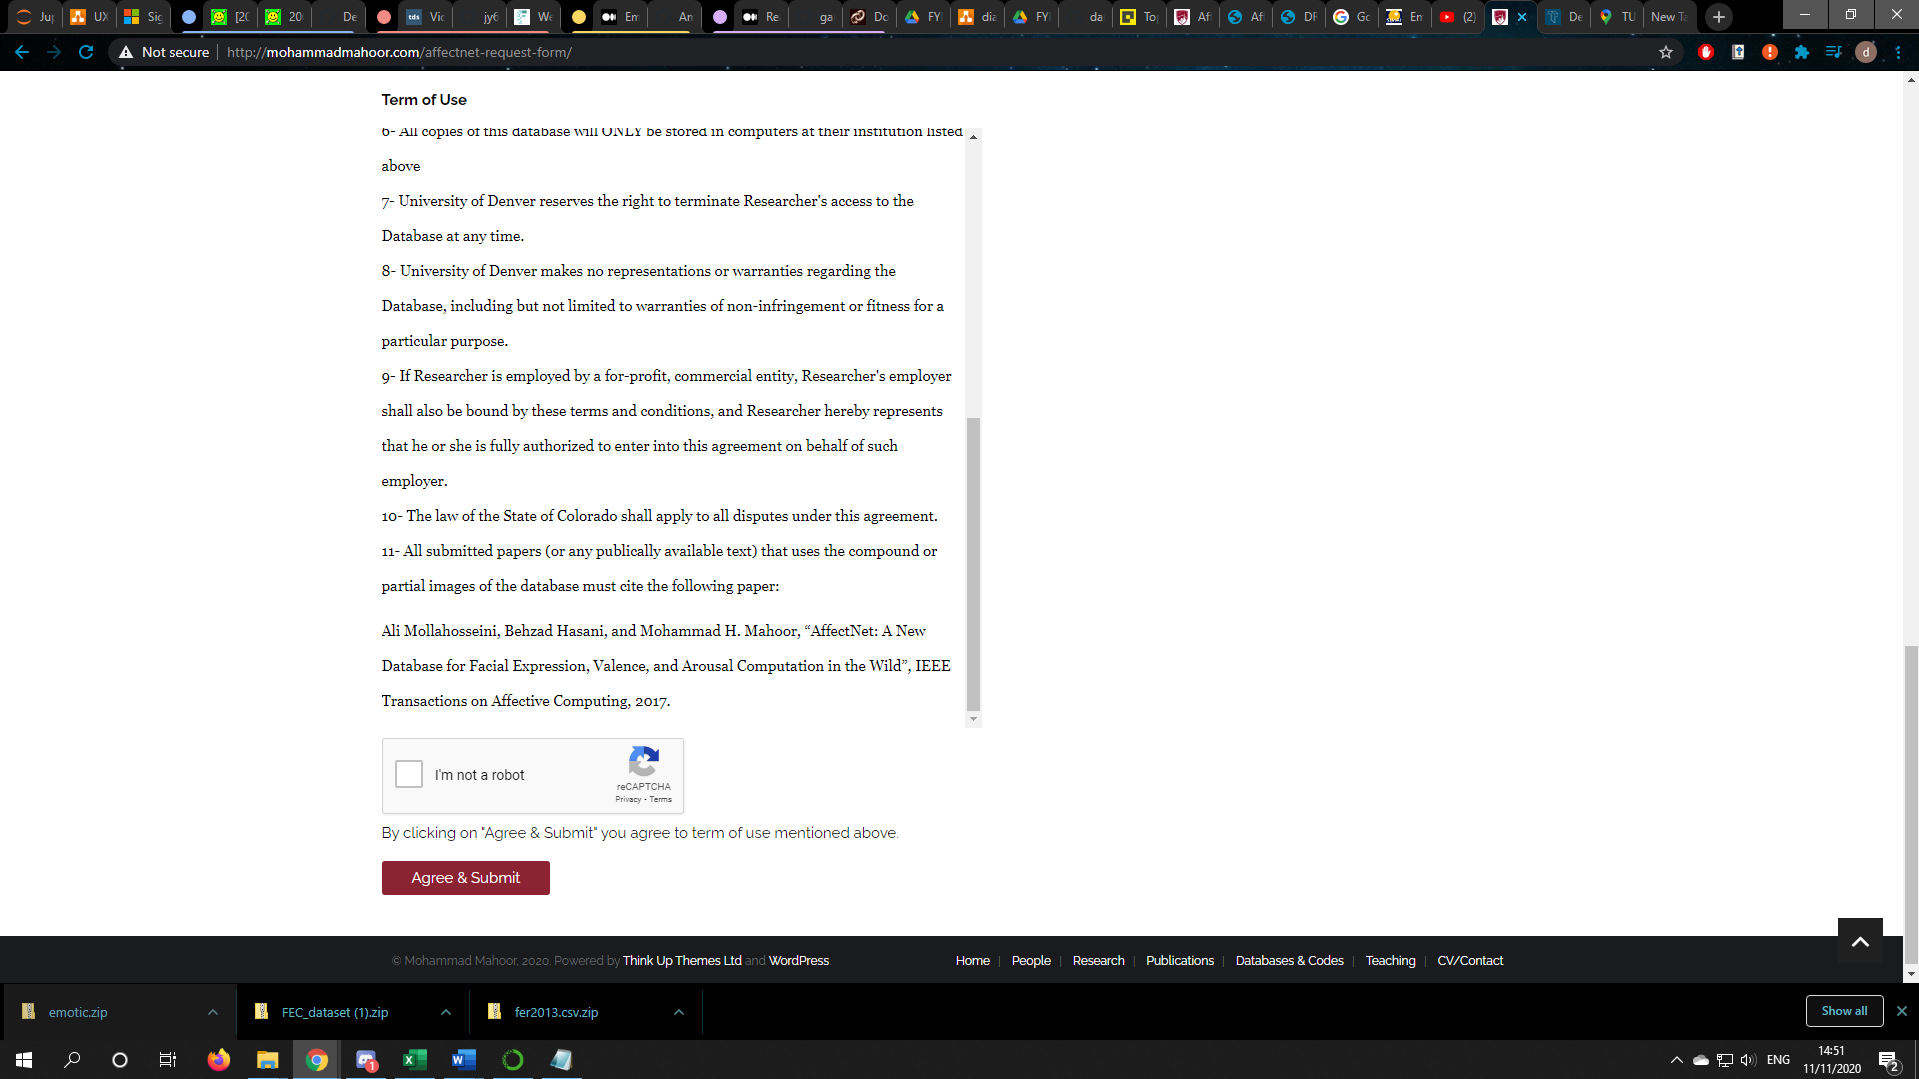 Ju
UX
Sig
[20
20
De
Vic
jy6
We
Em
An
Re
ga
Do
FYI
dia
FYI
da
To
Aff
Aff
DF
Go
Em
(2)
De
TU
New Ta
Not secure
http://mohammadmahoor.com/affectnet-request-form/
d
Term of Use
6- All copies of this database will ONLY be stored in computers at their institution listed
above
7- University of Denver reserves the right to terminate Researcher's access to the
Database at any time.
8- University of Denver makes no representations or warranties regarding the
Database, including but not limited to warranties of non-infringement or fitness for a
particular purpose.
9- If Researcher is employed by a for-profit, commercial entity, Researcher's employer
shall also be bound by these terms and conditions, and Researcher hereby represents
that he or she is fully authorized to enter into this agreement on behalf of such
employer.
10- The law of the State of Colorado shall apply to all disputes under this agreement.
11- All submitted papers (or any publically available text) that uses the compound or
partial images of the database must cite the following paper:
Ali Mollahosseini, Behzad Hasani, and Mohammad H. Mahoor, “AffectNet: A New
Database for Facial Expression, Valence, and Arousal Computation in the Wild”, IEEE
Transactions on Affective Computing, 2017.
I'm not a robot
reCAPTCHA
Privacy - Terms
By clicking on "Agree & Submit" you agree to term of use mentioned above.
Agree & Submit
© Mohammad Mahoor, 2020. Powered by Think Up Themes Ltd and WordPress.
Home | People | Research | Publications | Databases & Codes | Teaching | CV/Contact
emotic.zip
FEC_dataset (1).zip
fer2013.csv.zip
Show all
1
ENG
14:51
11/11/2020
2